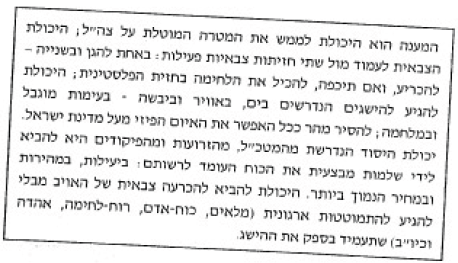 המענה הוא היכולת לממש את המטרה המוטלת על צה"ל; היכולת
הצבאית לעמוד מול שתי חזיתות צבאיות פעילות: באחת להגן ובשנייה –
להכריע, ואם תיכפה, להכיל את הלחימה בחזית הפלסטינית; היכולת
להגיע להישגים הנדרשים בים, באוויר וביבשה - בעימות מוגבל
ובמלחמה; להסיר מהר ככל האפשר את האיום הפיזי מעל מדינת ישראל.
יכולת היסוד הנדרשת מהמטכ"ל, מהזרועות ומהפיקודים היא להביא
לידי שלמות מבצעית את הכוח העומד לרשותם: ביעילות, במהירות
ובמחיר הנמוך ביותר. היכולת להביא להכרעה צבאית של האויב מבלי
להגיע להתמוטטות ארגונית (מלאים, כוח-אדם, רוח-לחימה, אהדה
וכיו"ב) שתעמיד בספק את ההישג.